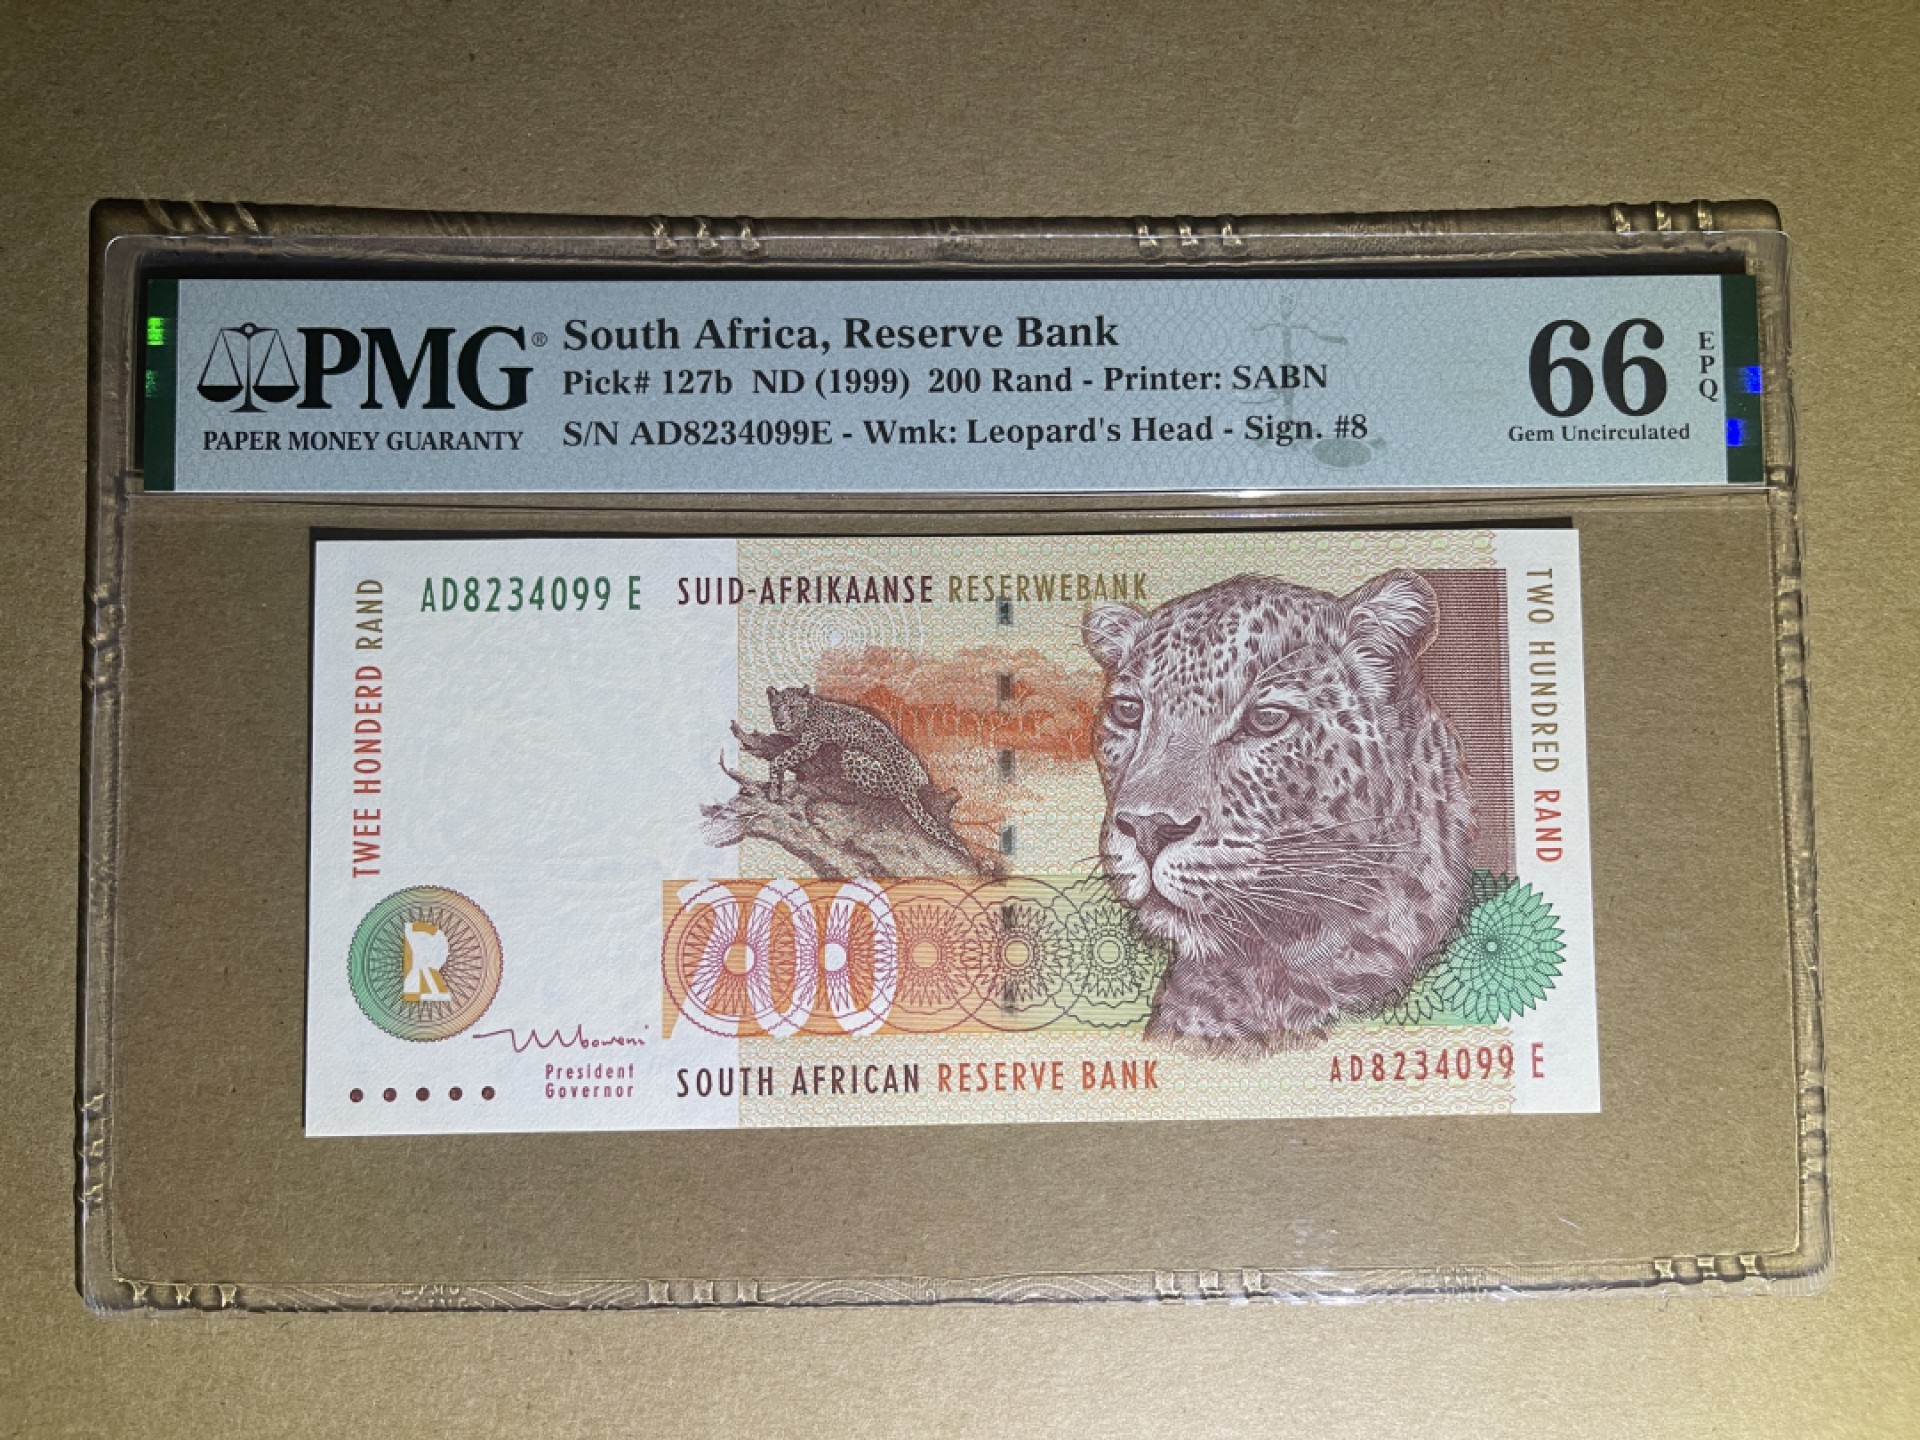 PMG®
PAPER MONEY GUARANTY
South Africa, Reserve Bank
Pick# 127b ND (1999) 200 Rand - Printer: SABN
S/N AD8234099E - Wmk: Leopard's Head - Sign. #8
66
EPQ
Gem Uncirculated
TWEE HONDERD RAND
AD8234099 E
SUID-AFRIKAANSE RESERWEBANK
TWO HUNDRED RAND
200
R
Mboweni
President
Governor
SOUTH AFRICAN RESERVE BANK
AD8234099 E